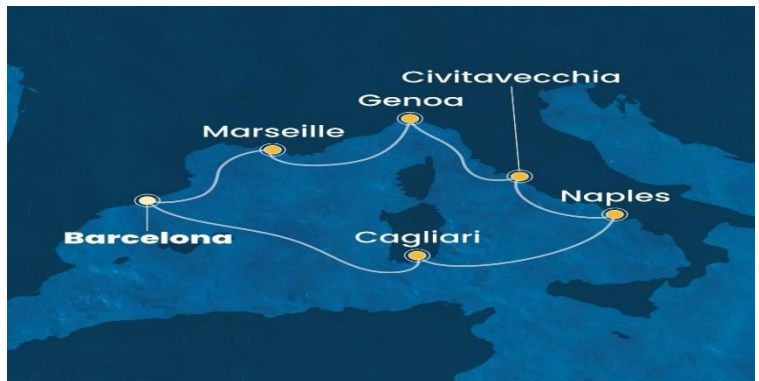 Civitavecchia
Genoa
Marseille
Naples
Barcelona
Cagliari